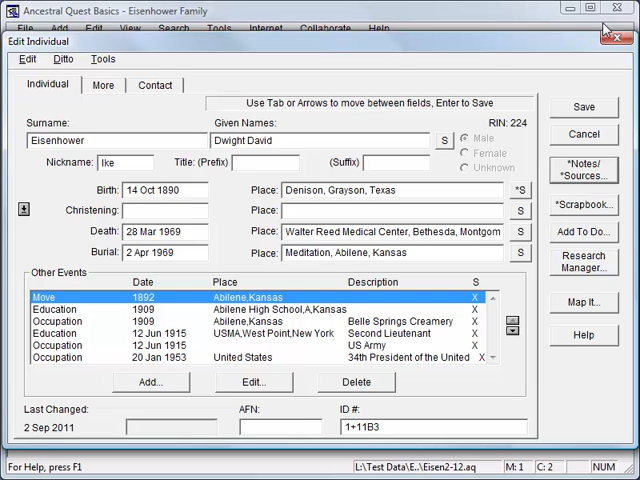 Ancestral Quest Basics - Eisenhower Family
File Add Edit Search Tools Internet Collaborate Help
Edit Individual
Edit Ditto Tools
Individual More Contact
Use Tab or Arrows to move between fields, Enter to Save
Surname: Given Names: RIN: 224
Eisenhower Dwight David S Male
Nickname: Ike Title: (Prefix) (Suffix) Female
Unknown
Birth: 14 Oct 1890 Place: Denison, Grayson, Texas *S
Christening: Place: S
Death: 28 Mar 1969 Place: Walter Reed Medical Center, Bethesda, Montgom S
Burial: 2 Apr 1969 Place: Meditation, Abilene, Kansas S
Other Events
Date Place Description S
Move 1892 Abilene,Kansas X
Education 1909 Abilene High School,A,Kansas
Occupation 1909 Abilene,Kansas Belle Springs Creamery X
Education 12 Jun 1915 USMA,West Point,New York Second Lieutenant X
Occupation 12 Jun 1915 US Army X
Occupation 20 Jan 1953 United States 34th President of the United X
Add... Edit... Delete
Last Changed: AFN: ID #:
2 Sep 2011 1+11B3
Save
Cancel
*Notes/
*Sources...
*Scrapbook...
Add To Do...
Research
Manager...
Map It...
Help
For Help, press F1 L:\Test Data\E..\Eisen2-12.aq M: 1 C: 2 NUM